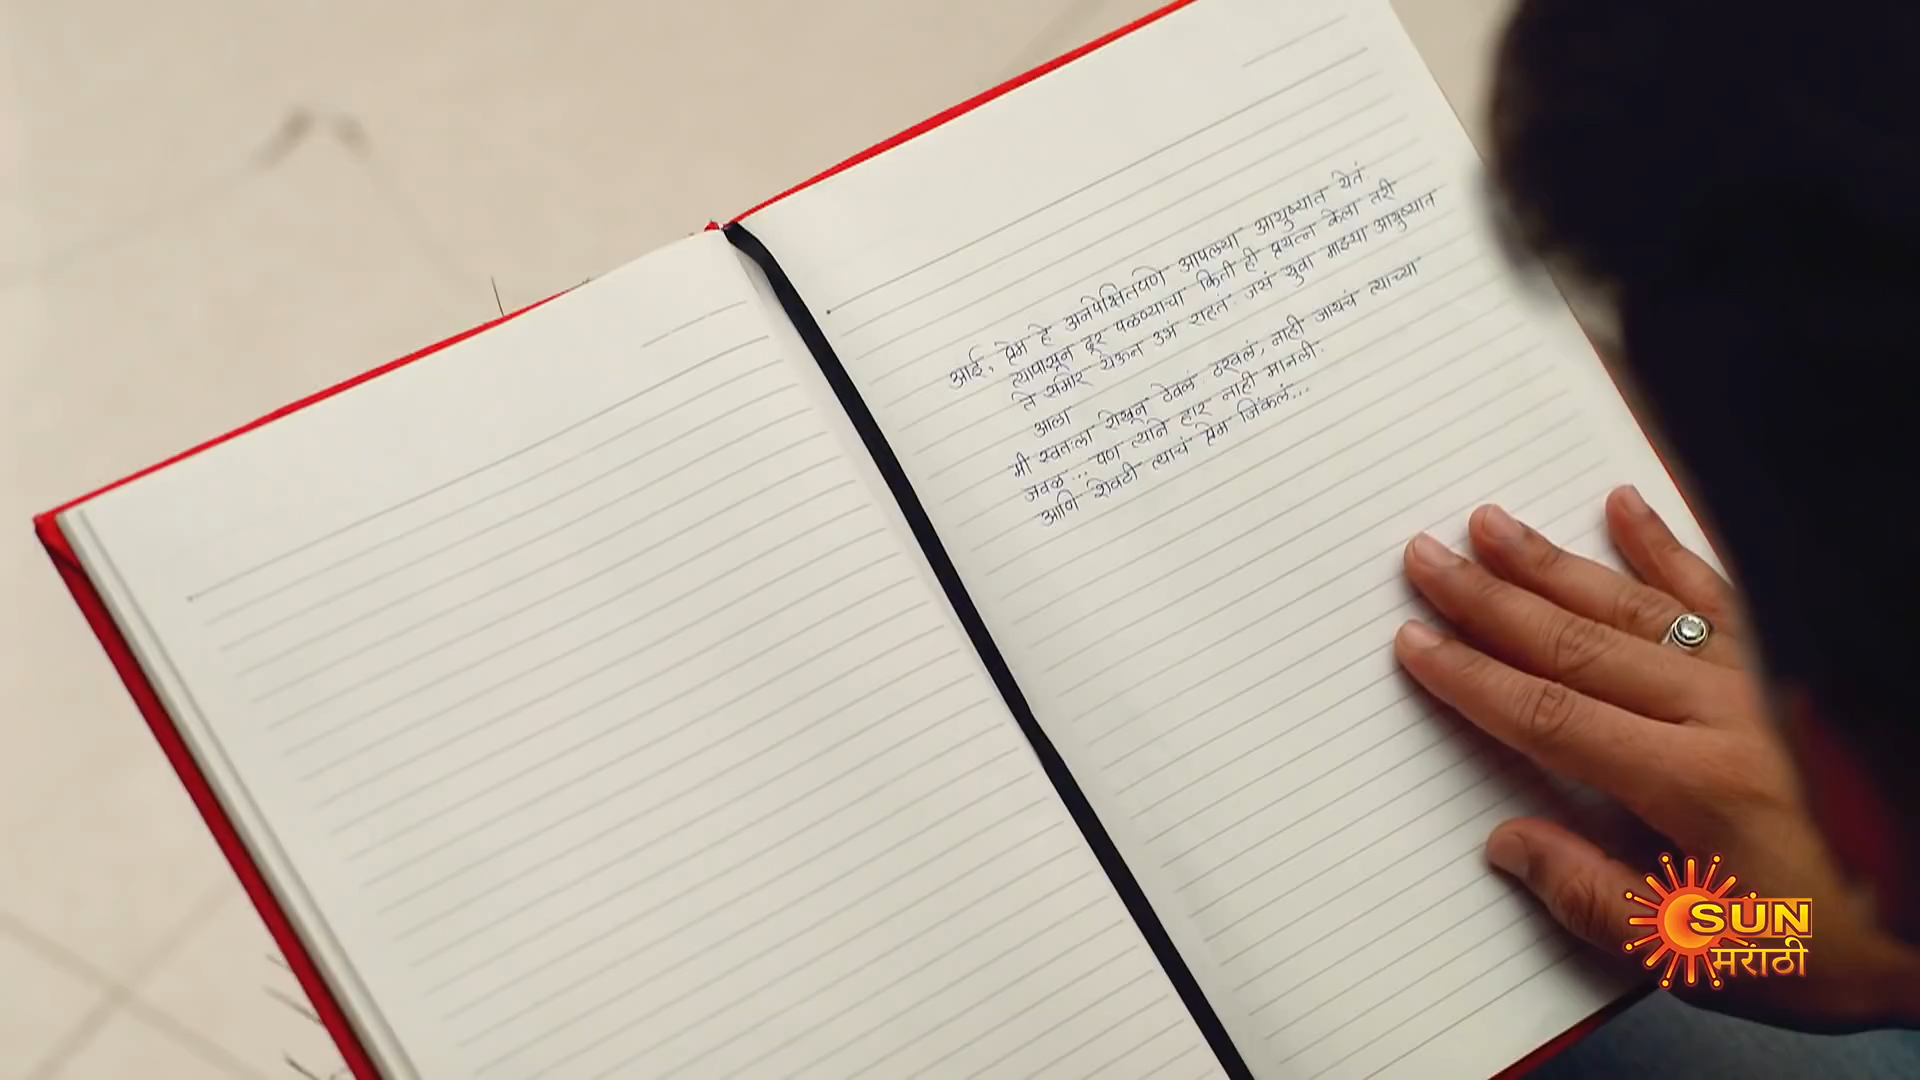 आई, प्रेम हे अनपेक्षितपणे आपल्या आयुष्यात येतं.
त्यापासून दूर पळण्याचा किती ही प्रयत्न केला तरी
ते समोर येऊन उभं राहतं. जसं युवा माझ्या आयुष्यात
आला
मी स्वतःला रोखून ठेवलं. ठरवलं, नाही जायचं त्याच्या
जवळ... पण त्याने हार नाही मानली.
आणि शेवटी त्याचं प्रेम जिंकलं...
SUN
मराठी